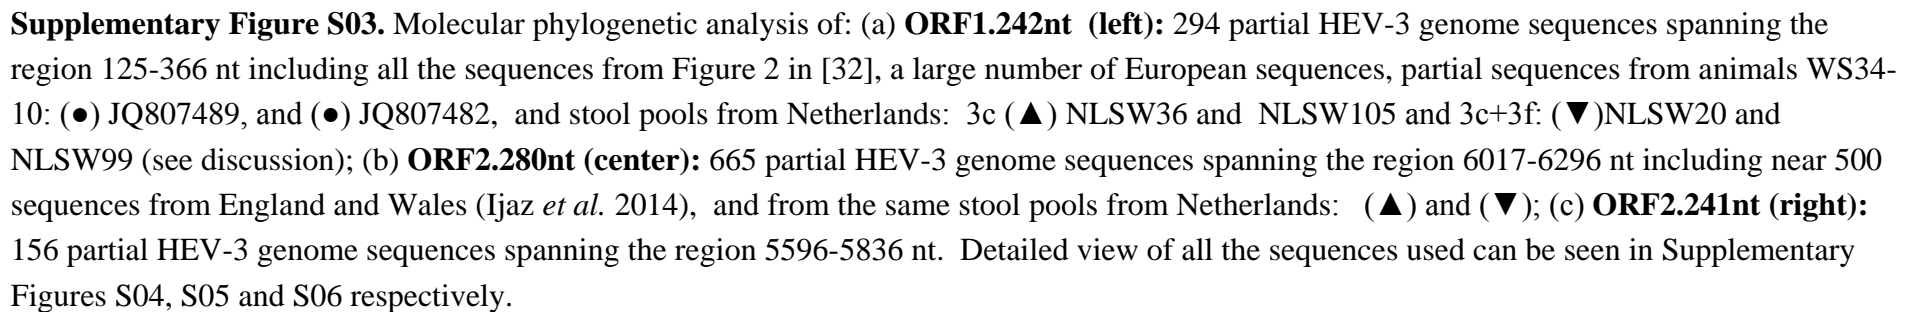 Supplementary Figure S03. Molecular phylogenetic analysis of: (a) ORF1.242nt (left): 294 partial HEV-3 genome sequences spanning the
region 125-366 nt including all the sequences from Figure 2 in [32], a large number of European sequences, partial sequences from animals WS34-
10: (●) JQ807489, and (●) JQ807482, and stool pools from Netherlands: 3c (▲) NLSW36 and NLSW105 and 3c+3f: (▼)NLSW20 and
NLSW99 (see discussion); (b) ORF2.280nt (center): 665 partial HEV-3 genome sequences spanning the region 6017-6296 nt including near 500
sequences from England and Wales (Ijaz et al. 2014), and from the same stool pools from Netherlands: (▲) and (▼); (c) ORF2.241nt (right):
156 partial HEV-3 genome sequences spanning the region 5596-5836 nt. Detailed view of all the sequences used can be seen in Supplementary
Figures S04, S05 and S06 respectively.